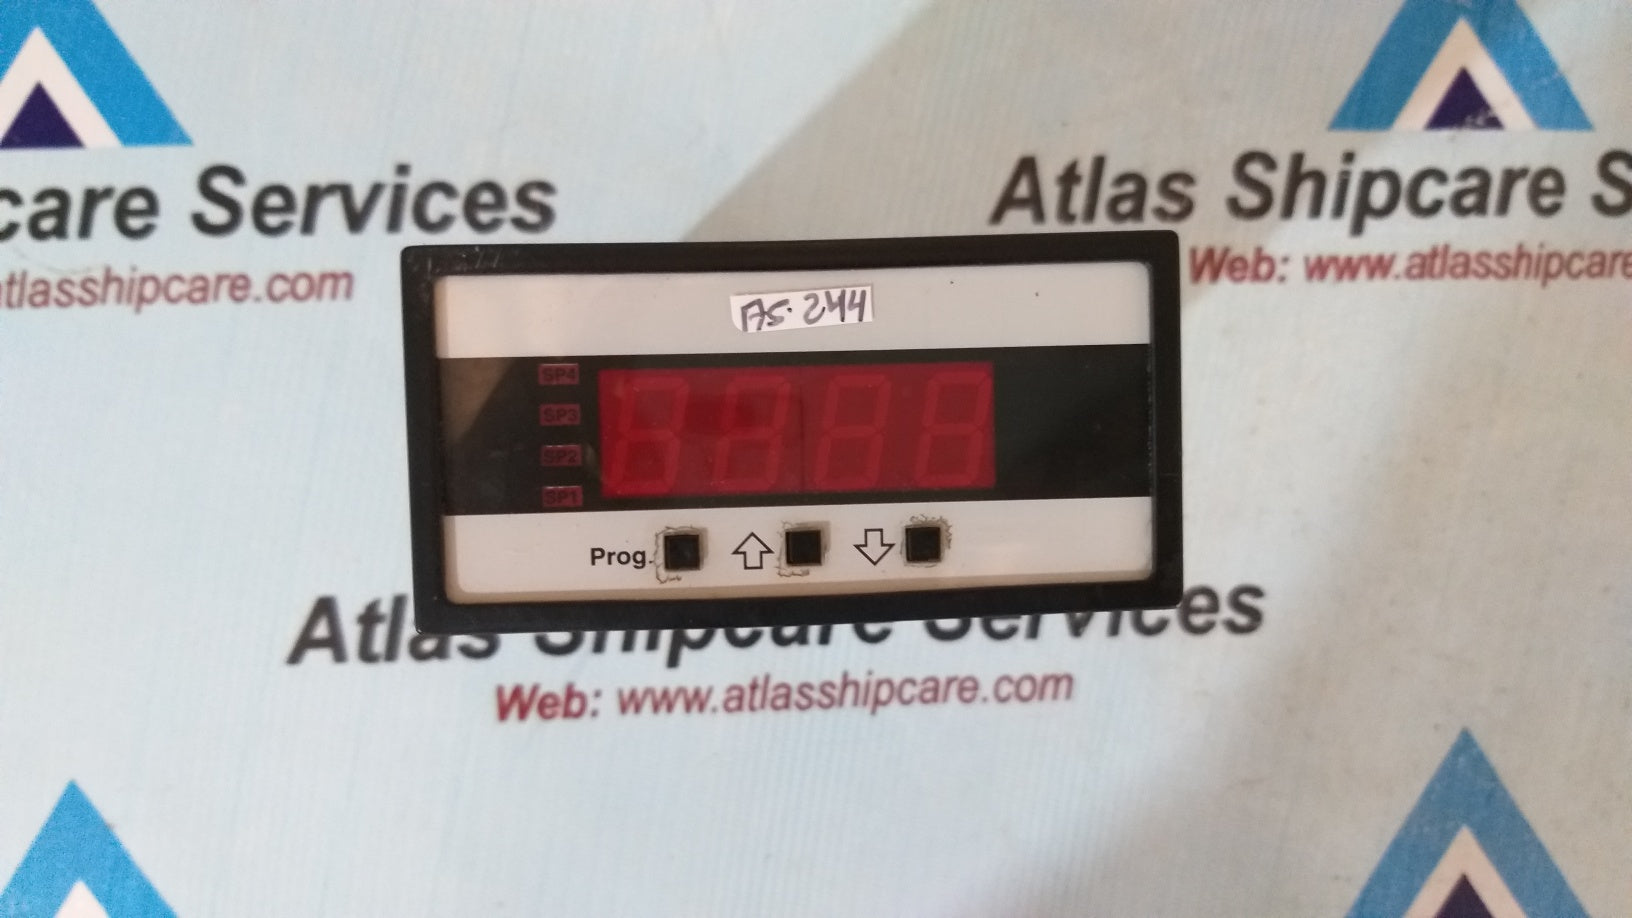 care Services
atlasshipcare.com
Atlas Shipcare S
Web: www.atlasshipcare
AS·244
SP4
SP3
SP2
SP1
Prog.
Atlas Shipcare Services
Web: www.atlasshipcare.com